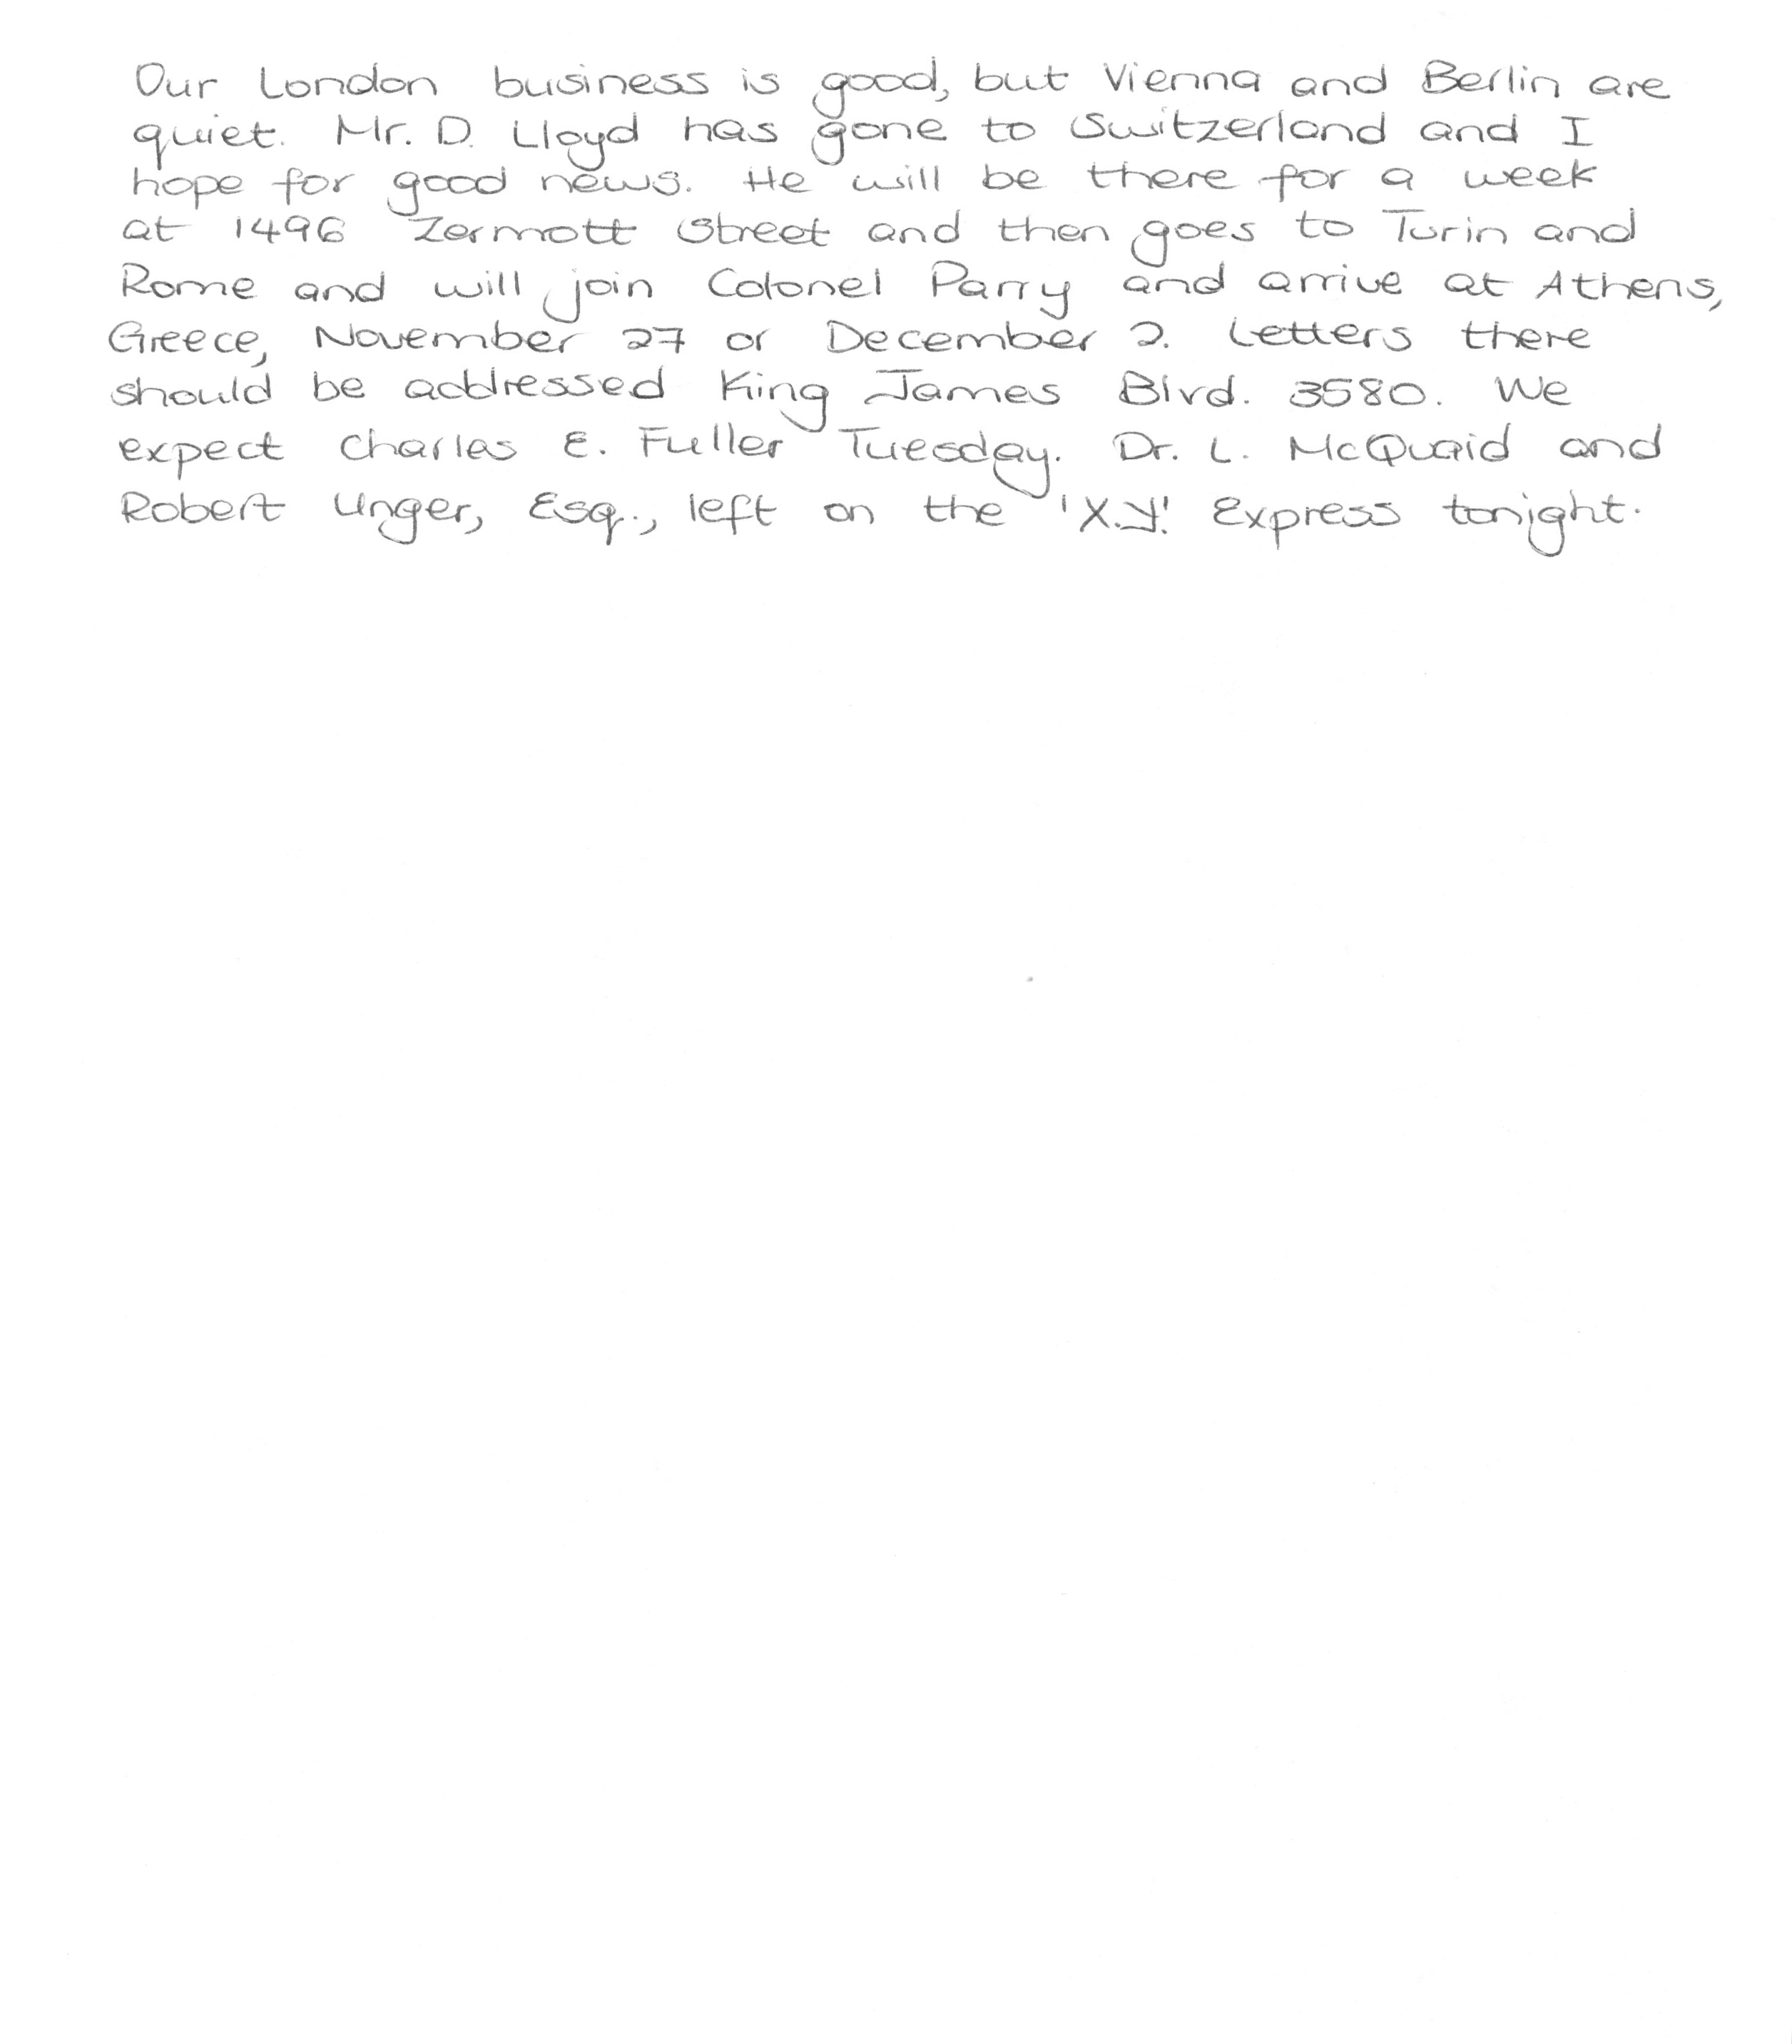 Our London business is good, but Vienna and Berlin are
quiet. Mr. D. Lloyd has gone to Switzerland and I
hope for good news. He will be there for a week
at 1496 Zermott Street and then goes to Turin and
Rome and will join Colonel Parry and arrive at Athens,
Greece, November 27 or December 2. Letters there
should be addressed King James Blvd. 3580. We
expect Charles E. Fuller Tuesday. Dr. L. McQuaid and
Robert Unger, Esq., left on the 'X.Y.' Express tonight.